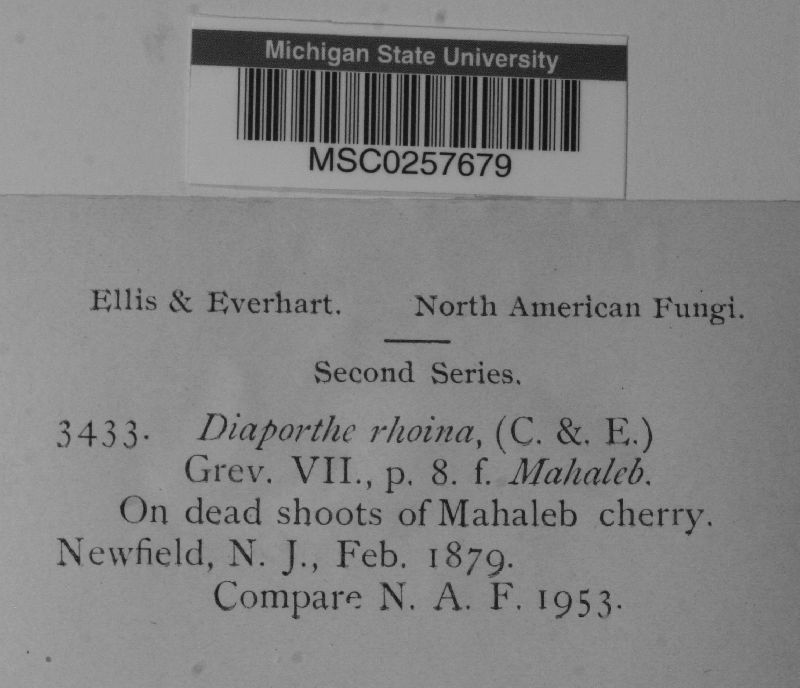 Michigan State University
MSC0257679
Ellis & Everhart. North American Fungi.
Second Series.
3433. Diaporthe rhoina, (C. &. E.)
Grev. VII., p. 8. f. Mahaleb.
On dead shoots of Mahaleb cherry.
Newfield, N. J., Feb. 1879.
Compare N. A. F. 1953.